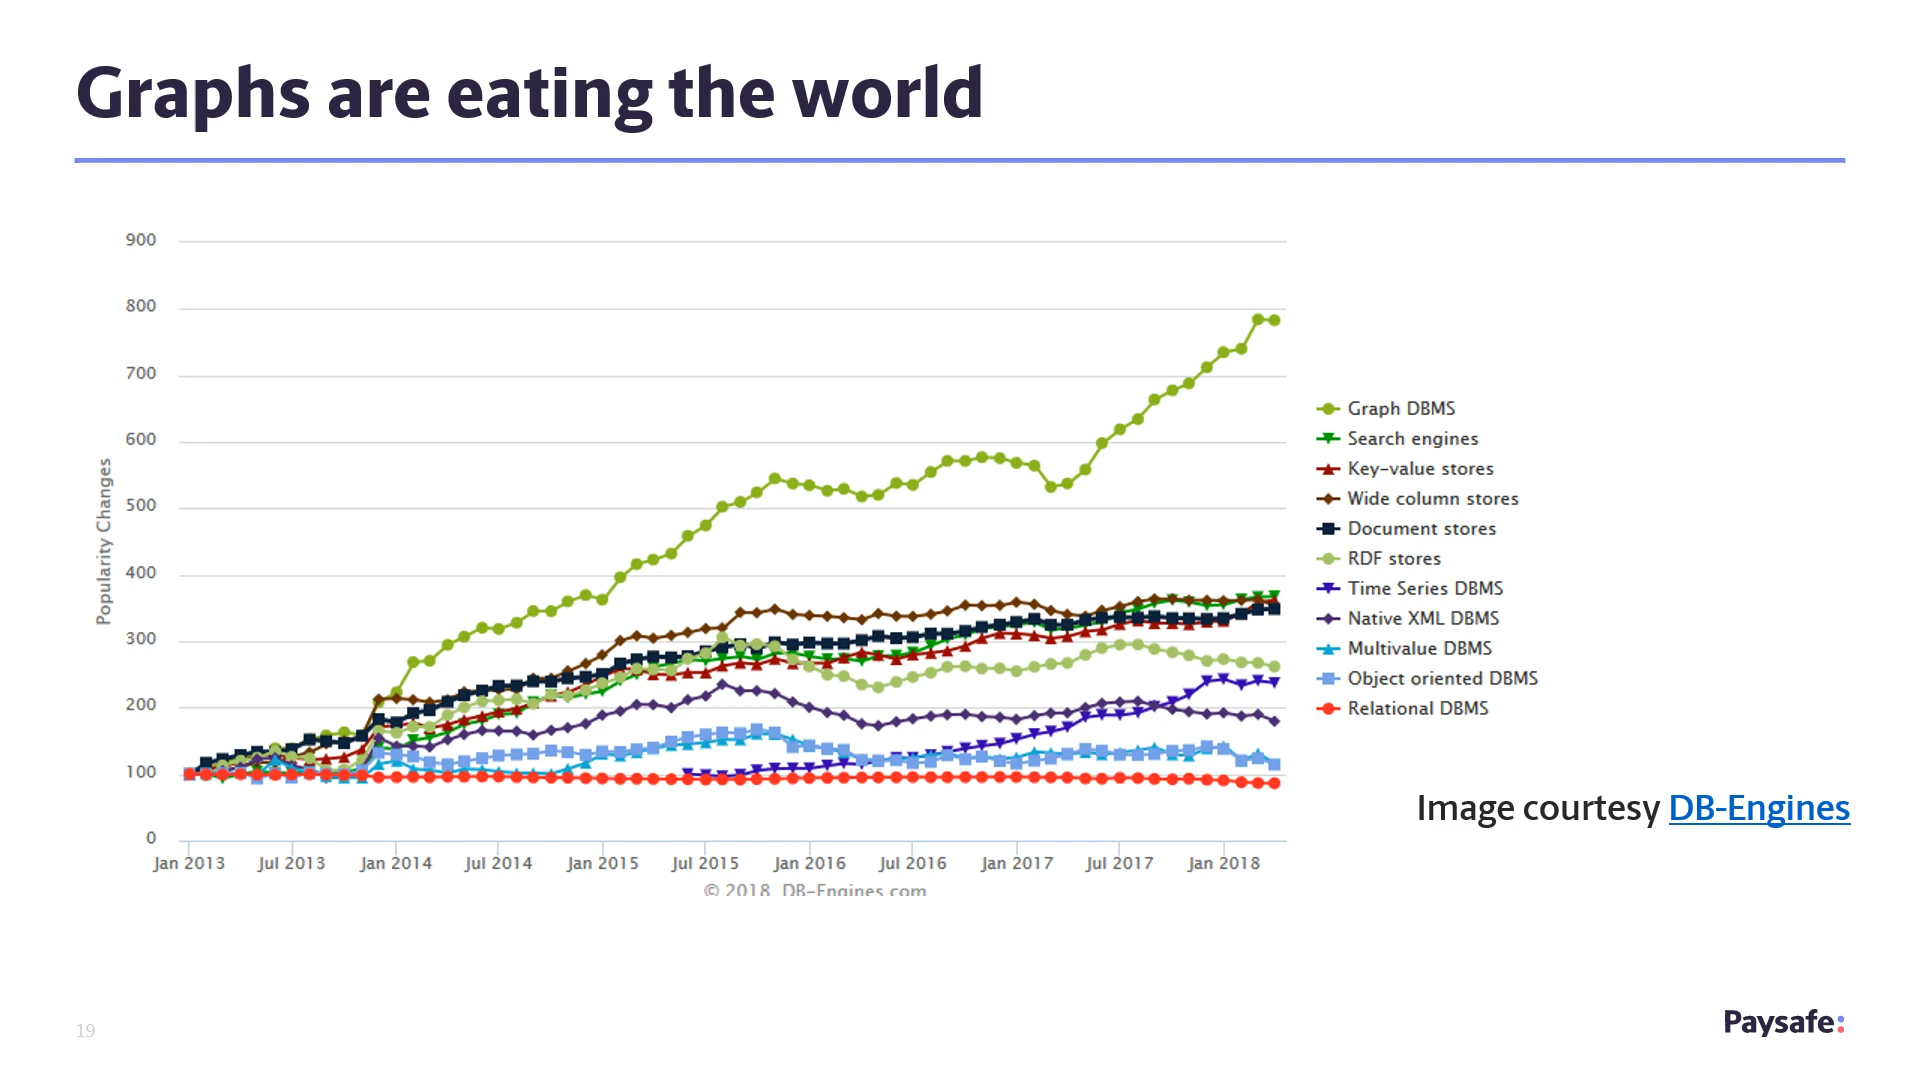 Graphs are eating the world
900
800
700
600
500
400
300
200
100
0
Popularity Changes
Jan 2013 Jul 2013 Jan 2014 Jul 2014 Jan 2015 Jul 2015 Jan 2016 Jul 2016 Jan 2017 Jul 2017 Jan 2018
© 2018, DB-Engines.com
Graph DBMS
Search engines
Key-value stores
Wide column stores
Document stores
RDF stores
Time Series DBMS
Native XML DBMS
Multivalue DBMS
Object oriented DBMS
Relational DBMS
Image courtesy DB-Engines
19
Paysafe: